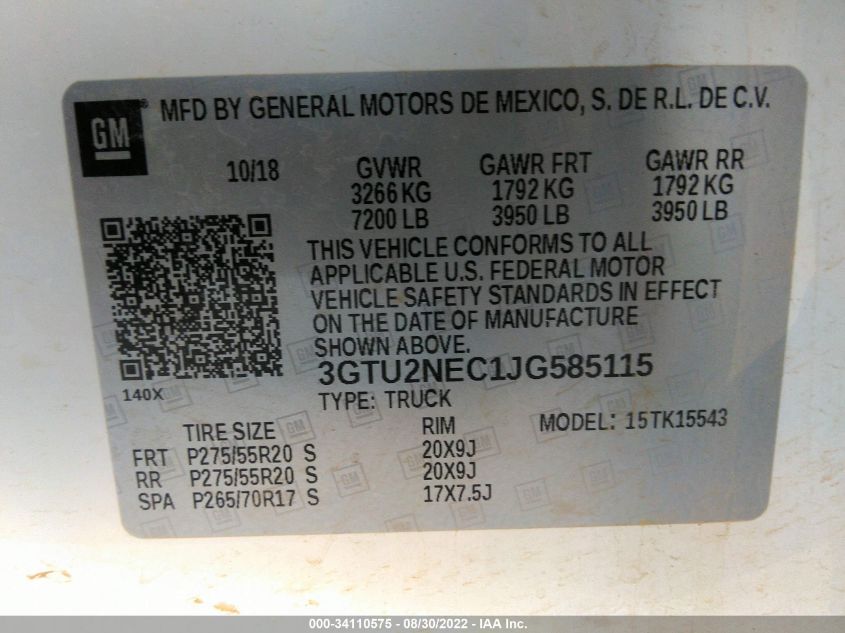 GM MFD BY GENERAL MOTORS DE MEXICO, S. DE R.L. DE C.V.
10/18 GVWR GAWR FRT GAWR RR
3266 KG 1792 KG 1792 KG
7200 LB 3950 LB 3950 LB
THIS VEHICLE CONFORMS TO ALL
APPLICABLE U.S. FEDERAL MOTOR
VEHICLE SAFETY STANDARDS IN EFFECT
ON THE DATE OF MANUFACTURE
SHOWN ABOVE.
3GTU2NEC1JG585115
140X TYPE: TRUCK
TIRE SIZE RIM MODEL: 15TK15543
FRT P275/55R20 S 20X9J
RR P275/55R20 S 20X9J
SPA P265/70R17 S 17X7.5J
000-34110575 - 08/30/2022 - IAA Inc.